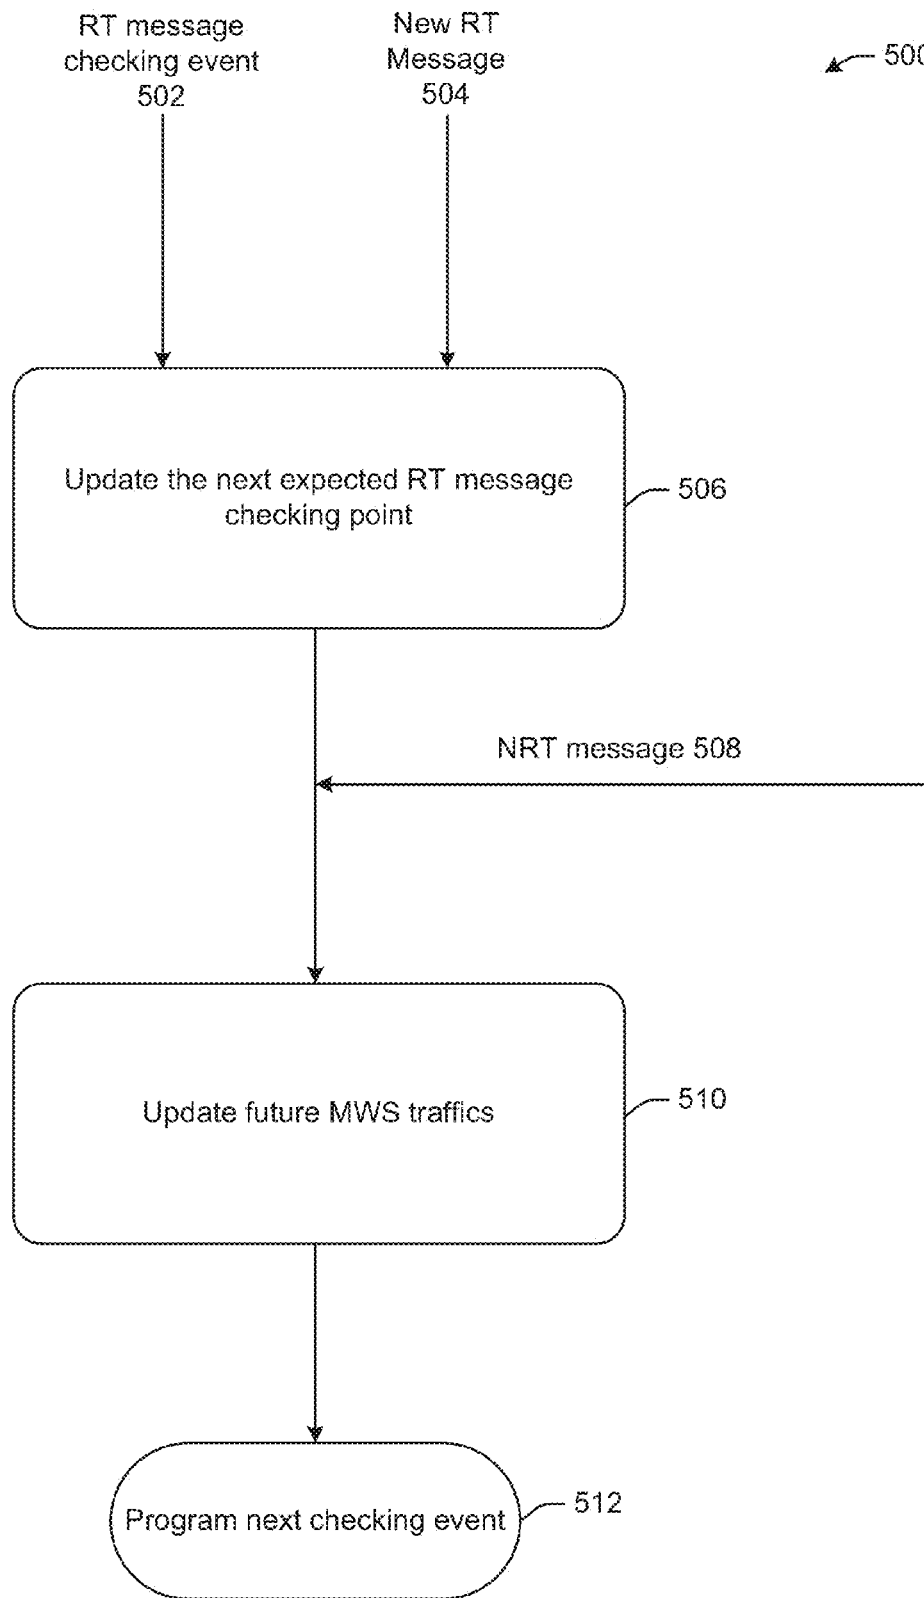 RT message
checking event
502
New RT
Message
504
500
Update the next expected RT message
checking point
506
NRT message 508
Update future MWS traffics
510
Program next checking event
512